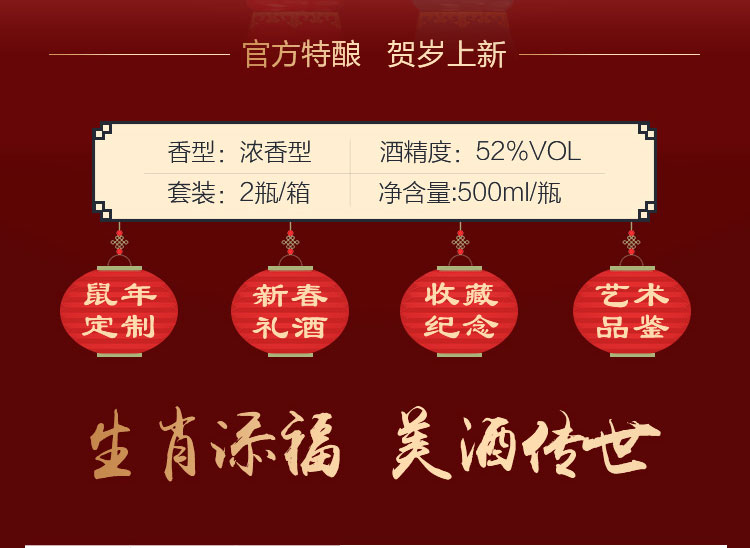 官方特酿 贺岁上新
香型：浓香型 酒精度：52%VOL
套装：2瓶/箱 净含量:500ml/瓶
鼠年 新春 收藏 艺术
定制 礼酒 纪念 品鉴
生肖添福 美酒传世